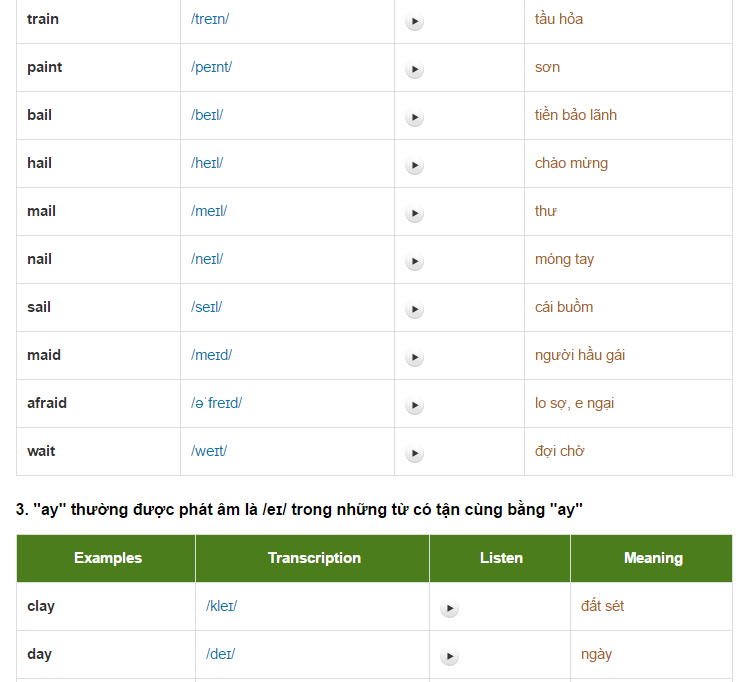 train /treɪn/ tầu hỏa
paint /peɪnt/ sơn
bail /beɪl/ tiền bảo lãnh
hail /heɪl/ chào mừng
mail /meɪl/ thư
nail /neɪl/ móng tay
sail /seɪl/ cái buồm
maid /meɪd/ người hầu gái
afraid /əˈfreɪd/ lo sợ, e ngại
wait /weɪt/ đợi chờ
3. "ay" thường được phát âm là /eɪ/ trong những từ có tận cùng bằng "ay"
Examples Transcription Listen Meaning
clay /kleɪ/ đất sét
day /deɪ/ ngày